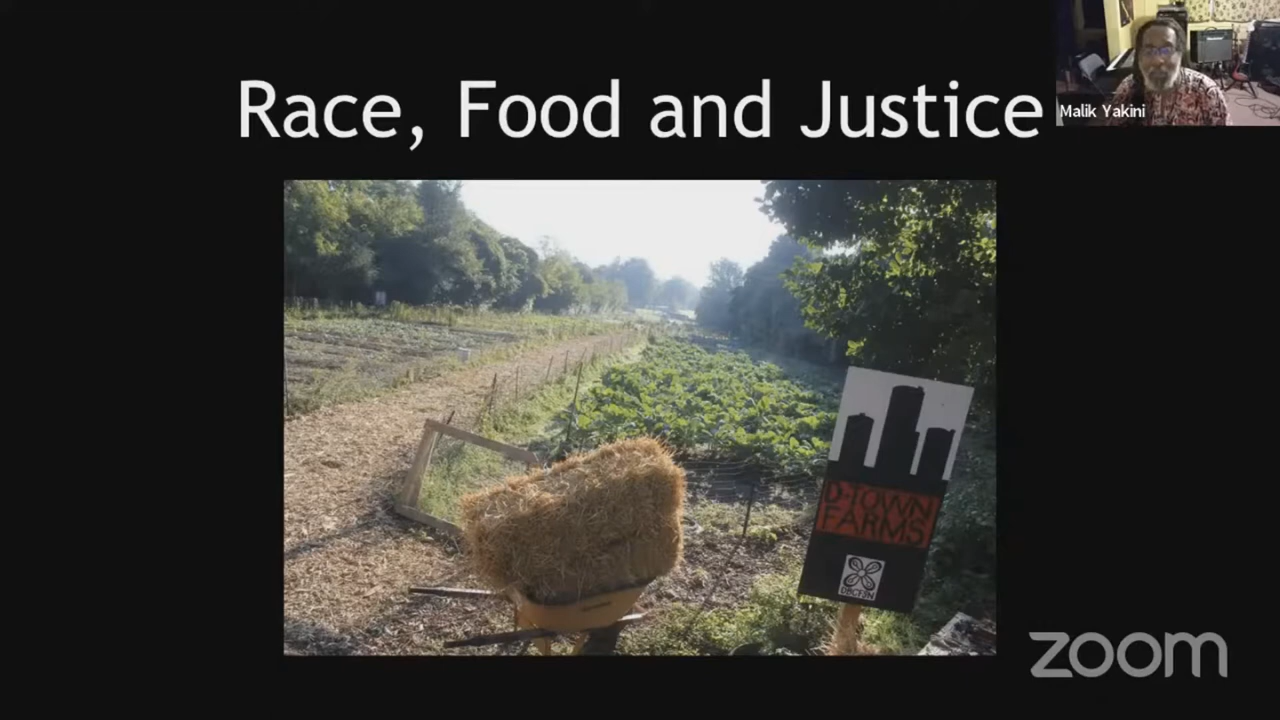 Race, Food and Justice
Malik Yakini
D-TOWN
FARMS
DBCFSN
zoom